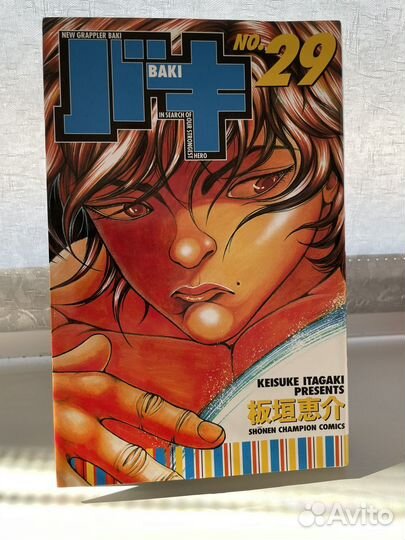 NEW GRAPPLER BAKI
NO.29
バキ
BAKI
IN SEARCH OF
OUR STRONGEST
HERO
KEISUKE ITAGAKI
PRESENTS
板垣恵介
SHŌNEN CHAMPION COMICS
Avito